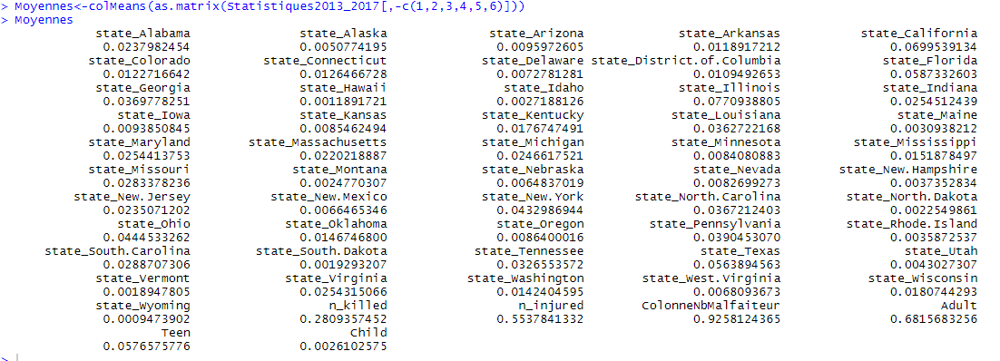 > Moyennes<-colMeans(as.matrix(Statistiques2013_2017[,-c(1,2,3,4,5,6)]))
> Moyennes
state_Alabama state_Alaska state_Arizona state_Arkansas state_California
0.0237982454 0.0050774195 0.0095972605 0.0118917212 0.0699539134
state_Colorado state_Connecticut state_Delaware state_District.of.Columbia state_Florida
0.0122716642 0.0126466728 0.0072781281 0.0109492653 0.0587332603
state_Georgia state_Hawaii state_Idaho state_Illinois state_Indiana
0.0369778251 0.0011891721 0.0027188126 0.0770938805 0.0254512439
state_Iowa state_Kansas state_Kentucky state_Louisiana state_Maine
0.0093850845 0.0085462494 0.0176747491 0.0362722168 0.0030938212
state_Maryland state_Massachusetts state_Michigan state_Minnesota state_Mississippi
0.0254413753 0.0220218887 0.0246617521 0.0084080883 0.0151878497
state_Missouri state_Montana state_Nebraska state_Nevada state_New.Hampshire
0.0283378236 0.0024770307 0.0064837019 0.0082699273 0.0037352834
state_New.Jersey state_New.Mexico state_New.York state_North.Carolina state_North.Dakota
0.0235071202 0.0066465346 0.0432986944 0.0367212403 0.0022549861
state_Ohio state_Oklahoma state_Oregon state_Pennsylvania state_Rhode.Island
0.0444533262 0.0146746800 0.0086400016 0.0390453070 0.0035872537
state_South.Carolina state_South.Dakota state_Tennessee state_Texas state_Utah
0.0288707306 0.0019293207 0.0326553572 0.0563894563 0.0043027307
state_Vermont state_Virginia state_Washington state_West.Virginia state_Wisconsin
0.0018947805 0.0254315066 0.0142404595 0.0068093673 0.0180744293
state_Wyoming n_killed n_injured ColonneNbMalfaiteur Adult
0.0009473902 0.2809357452 0.5537841332 0.9258124365 0.6815683256
Teen Child
0.0576575776 0.0026102575
>